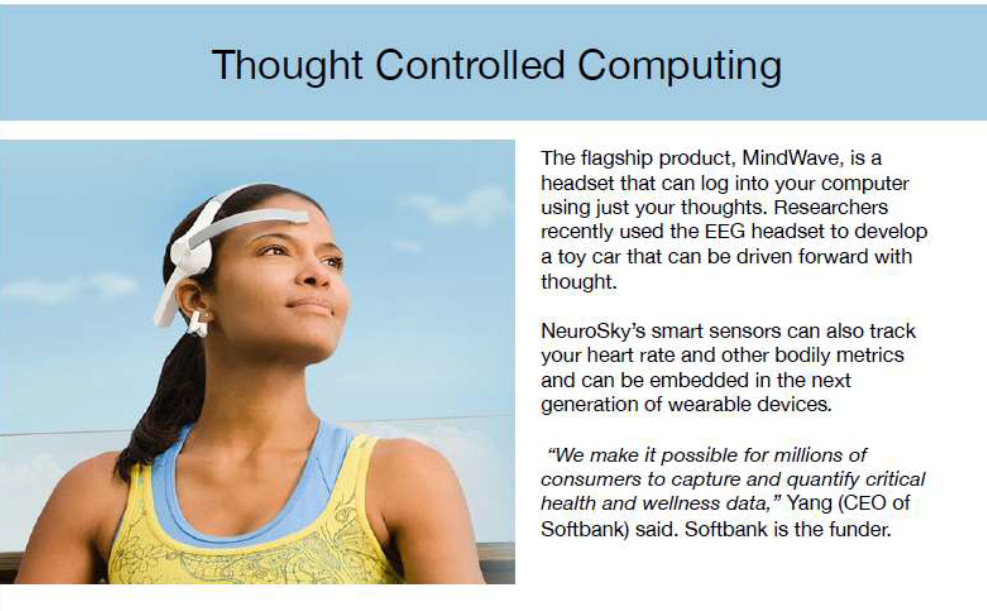 Thought Controlled Computing
The flagship product, MindWave, is a
headset that can log into your computer
using just your thoughts. Researchers
recently used the EEG headset to develop
a toy car that can be driven forward with
thought.
NeuroSky’s smart sensors can also track
your heart rate and other bodily metrics
and can be embedded in the next
generation of wearable devices.
“We make it possible for millions of
consumers to capture and quantify critical
health and wellness data,” Yang (CEO of
Softbank) said. Softbank is the funder.